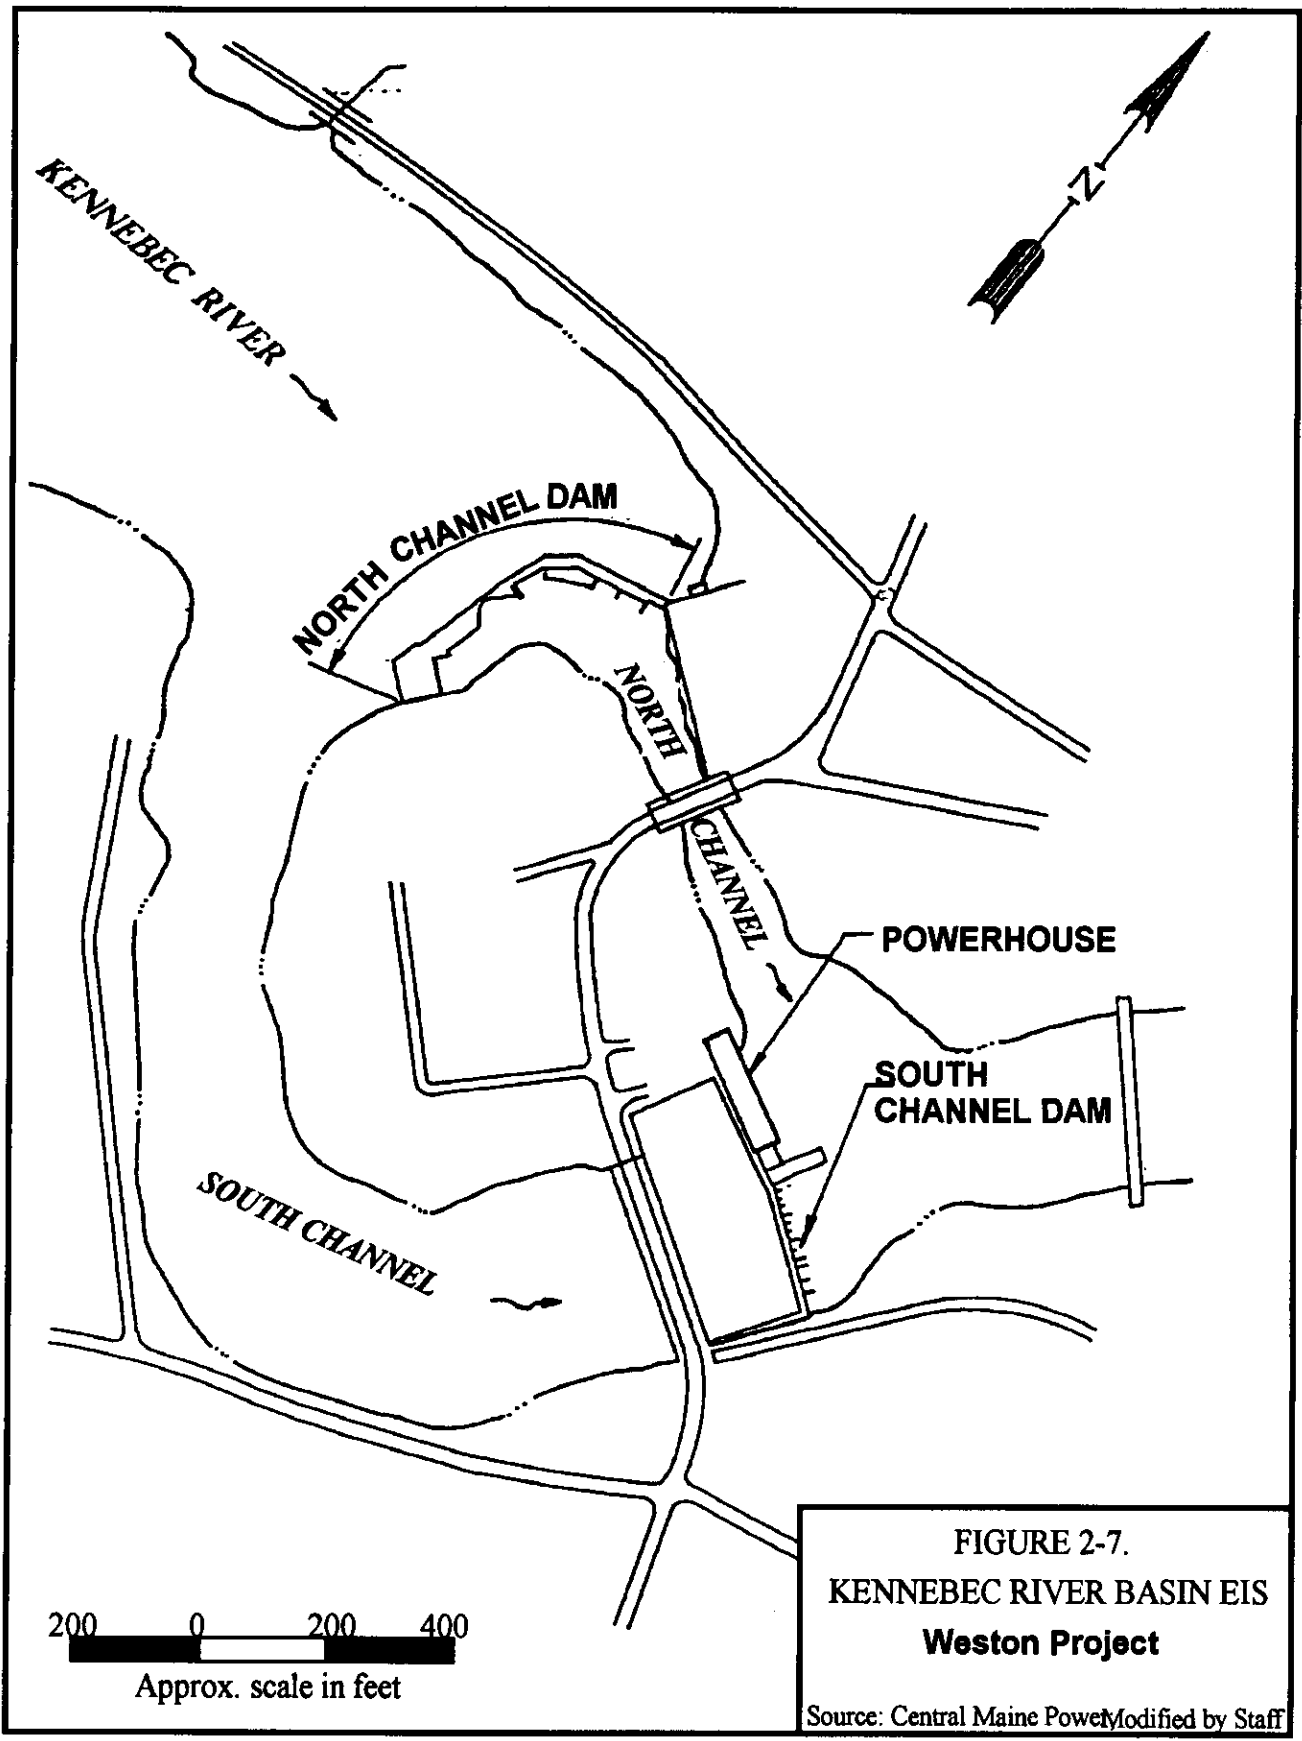 KENNEBEC RIVER
N
NORTH CHANNEL DAM
NORTH
CHANNEL
POWERHOUSE
SOUTH
CHANNEL DAM
SOUTH CHANNEL
200 0 200 400
Approx. scale in feet
FIGURE 2-7.
KENNEBEC RIVER BASIN EIS
Weston Project
Source: Central Maine Power Modified by Staff